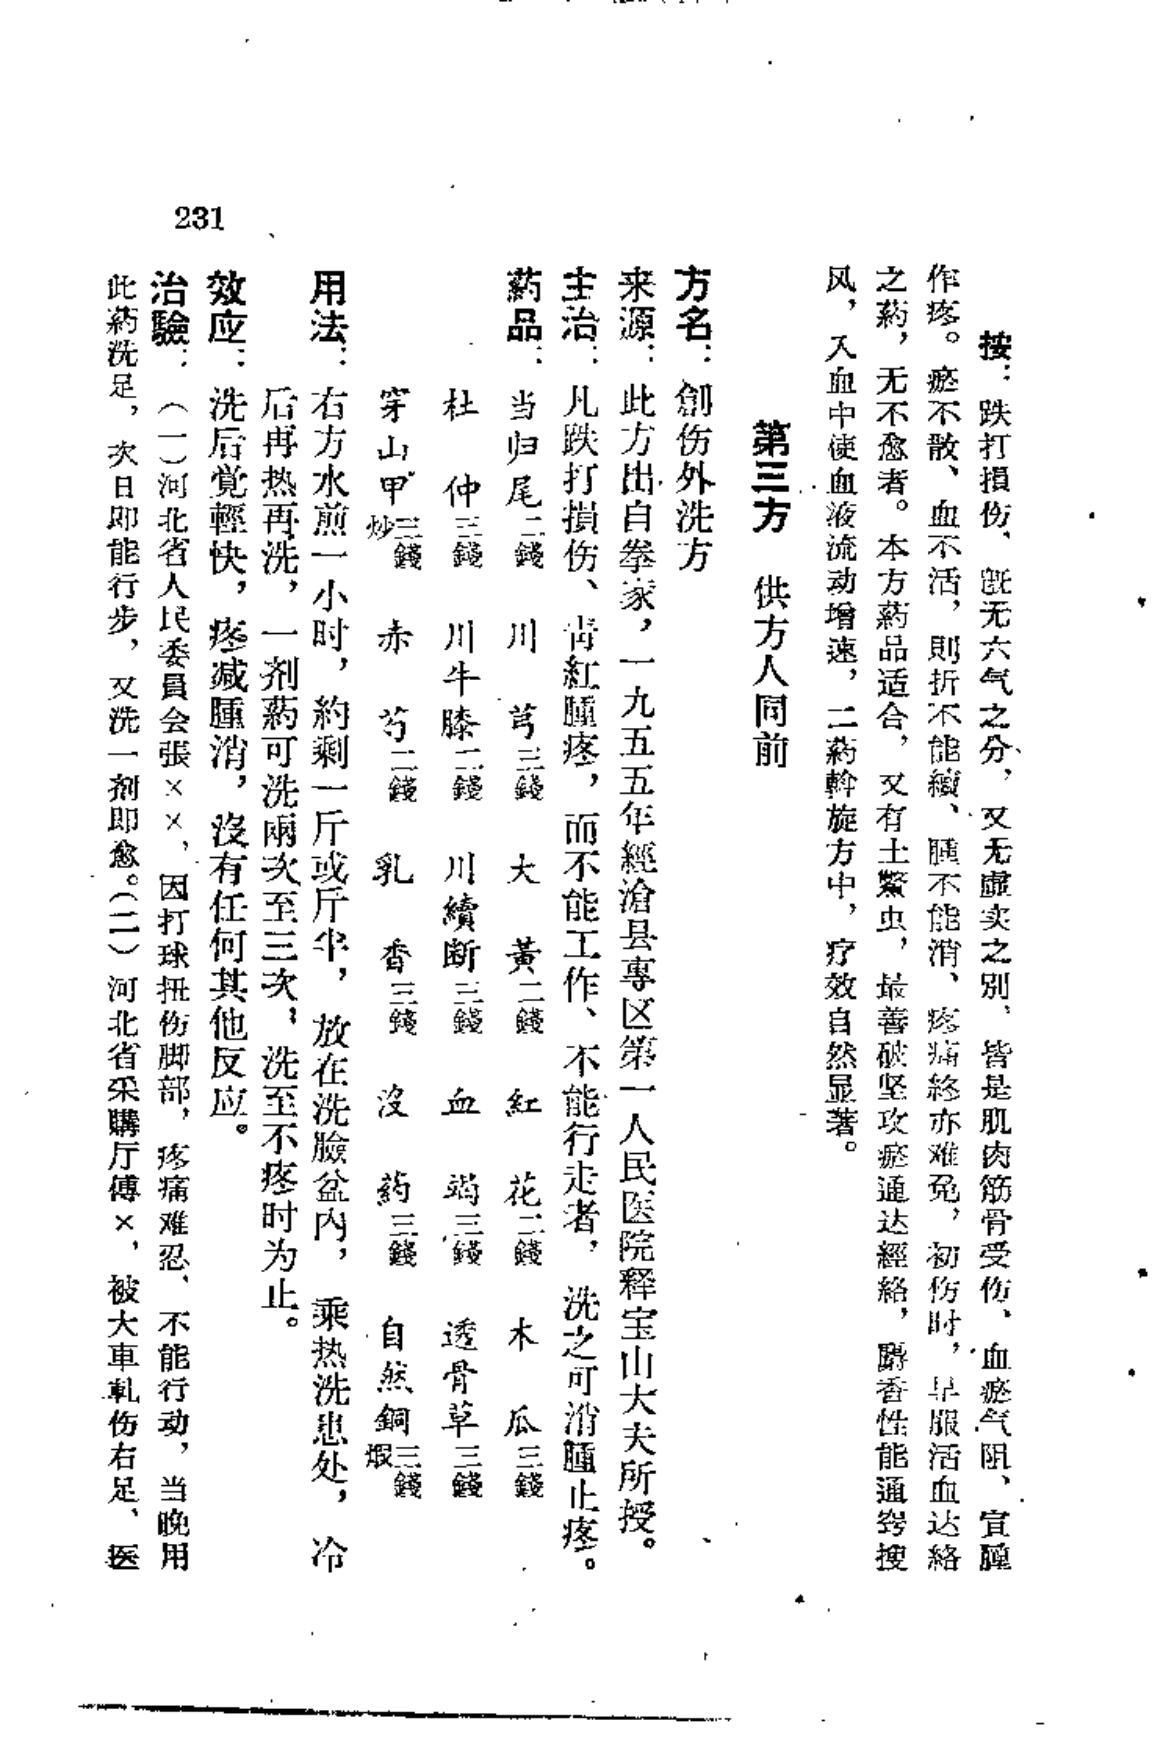 按：跌打損伤、旣无六气之分，又无虛实之别，皆是肌肉筋骨受伤、血瘀气阻、宣腫
作疼。瘀不散、血不活，則折不能續、腫不能消、疼痛終亦难免，初伤时，早服活血达絡
之葯，无不愈者。本方葯品适合，又有土鱉虫，最善破坚攻瘀通达經絡，麝香性能通窍搜
风，入血中使血液流动增速，二葯斡旋方中，疗效自然显著。
第三方　供方人同前
方名：創伤外洗方
来源：此方出自拳家，一九五五年經滄县專区第一人民医院释宝山大夫所授。
主治：凡跌打損伤、靑紅腫疼，而不能工作、不能行走者，洗之可消腫止疼。
葯品：当归尾二錢　川芎三錢　大黃二錢　紅花二錢　木瓜三錢
杜仲三錢　川牛膝二錢　川續断三錢　血竭三錢　透骨草三錢
穿山甲炒三錢　赤芍二錢　乳香三錢　沒葯三錢　自然銅煆三錢
用法：右方水煎一小时，約剩一斤或斤半，放在洗臉盆内，乘热洗患处，冷
后再热再洗，一剂葯可洗兩次至三次，洗至不疼时为止。
效应：洗后覚輕快，疼减腫消，沒有任何其他反应。
治驗：（一）河北省人民委員会張××，因打球扭伤脚部，疼痛难忍、不能行动，当晚用
此葯洗足，次日即能行步，又洗一剂即愈。（二）河北省采購厅傅×，被大車軋伤右足，医
231